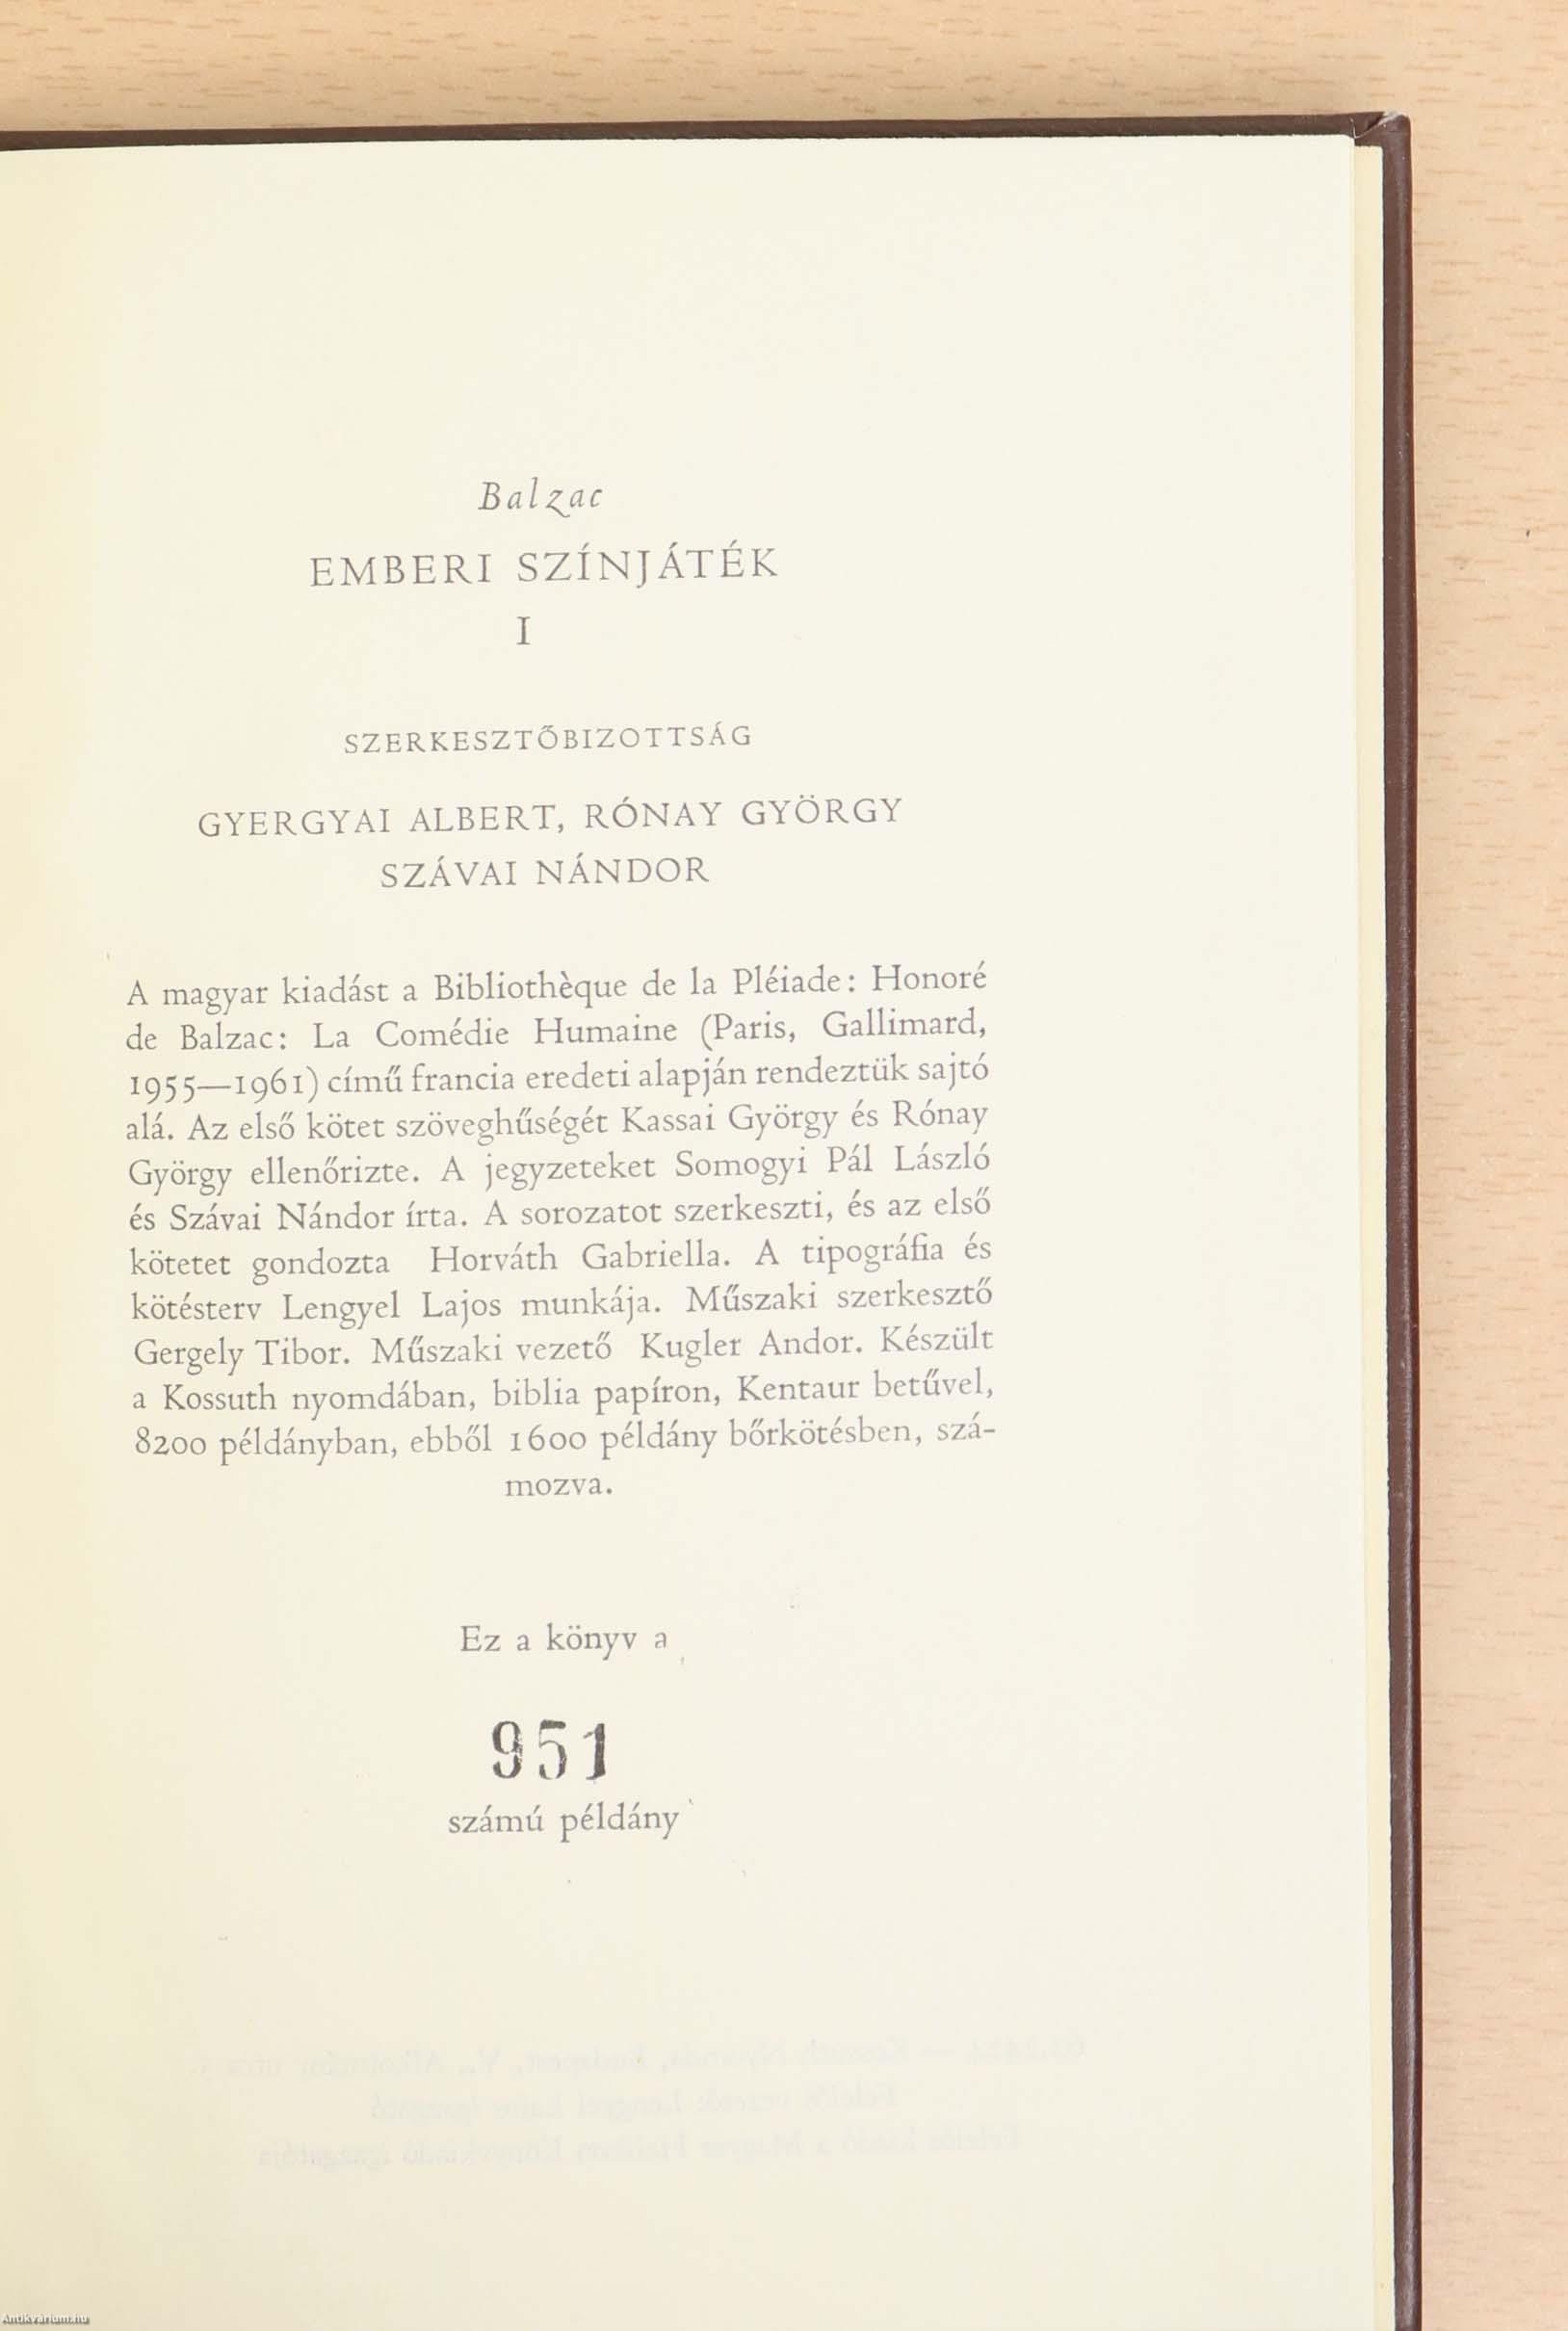 Balzac
EMBERI SZÍNJÁTÉK
I
SZERKESZTŐBIZOTTSÁG
GYERGYAI ALBERT, RÓNAY GYÖRGY
SZÁVAI NÁNDOR
A magyar kiadást a Bibliothèque de la Pléiade: Honoré
de Balzac: La Comédie Humaine (Paris, Gallimard,
1955—1961) című francia eredeti alapján rendeztük sajtó
alá. Az első kötet szöveghűségét Kassai György és Rónay
György ellenőrizte. A jegyzeteket Somogyi Pál László
és Szávai Nándor írta. A sorozatot szerkeszti, és az első
kötetet gondozta Horváth Gabriella. A tipográfia és
kötésterv Lengyel Lajos munkája. Műszaki szerkesztő
Gergely Tibor. Műszaki vezető Kugler Andor. Készült
a Kossuth nyomdában, biblia papíron, Kentaur betűvel,
8200 példányban, ebből 1600 példány bőrkötésben, szá-
mozva.
Ez a könyv a
951
számú példány
Antikvarium.hu